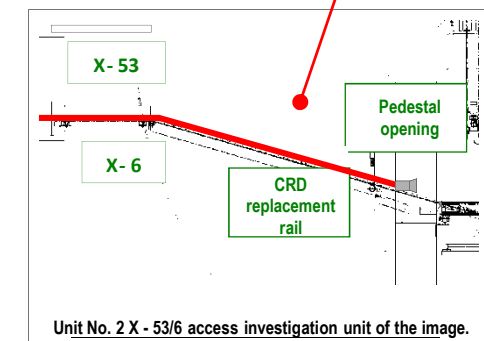 X- 53
Pedestal
opening
X- 6
CRD
replacement
rail
Unit No. 2 X - 53/6 access investigation unit of the image.